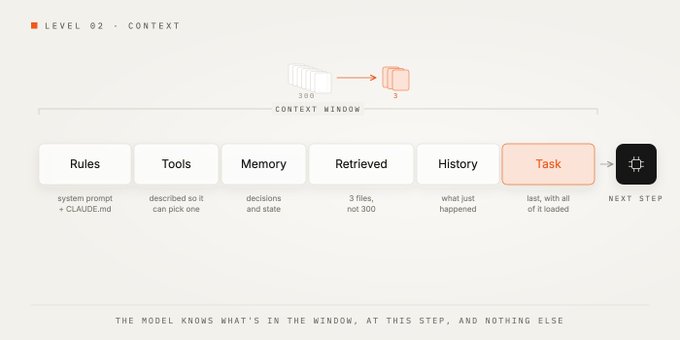 LEVEL 02 · CONTEXT
300
3
CONTEXT WINDOW
Rules
Tools
Memory
Retrieved
History
Task
system prompt
+ CLAUDE.md
described so it
can pick one
decisions
and state
3 files,
not 300
what just
happened
last, with all
of it loaded
NEXT STEP
THE MODEL KNOWS WHAT'S IN THE WINDOW, AT THIS STEP, AND NOTHING ELSE